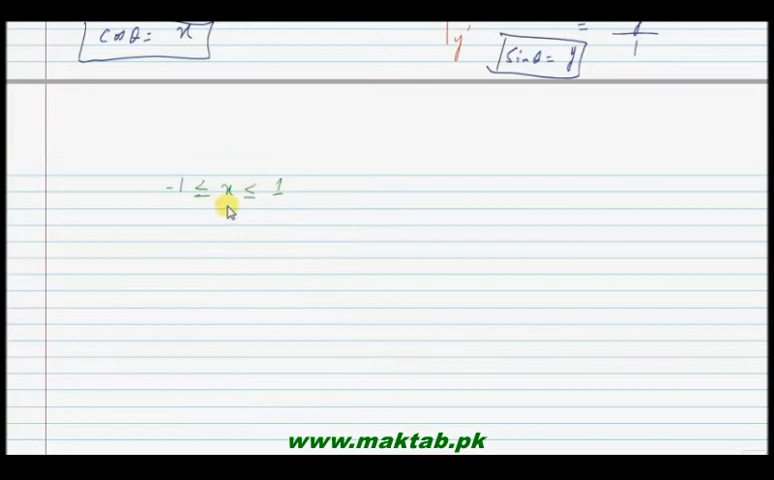 cos θ = x
y'
=
y
1
sin θ = y
-1 ≤ x ≤ 1
www.maktab.pk